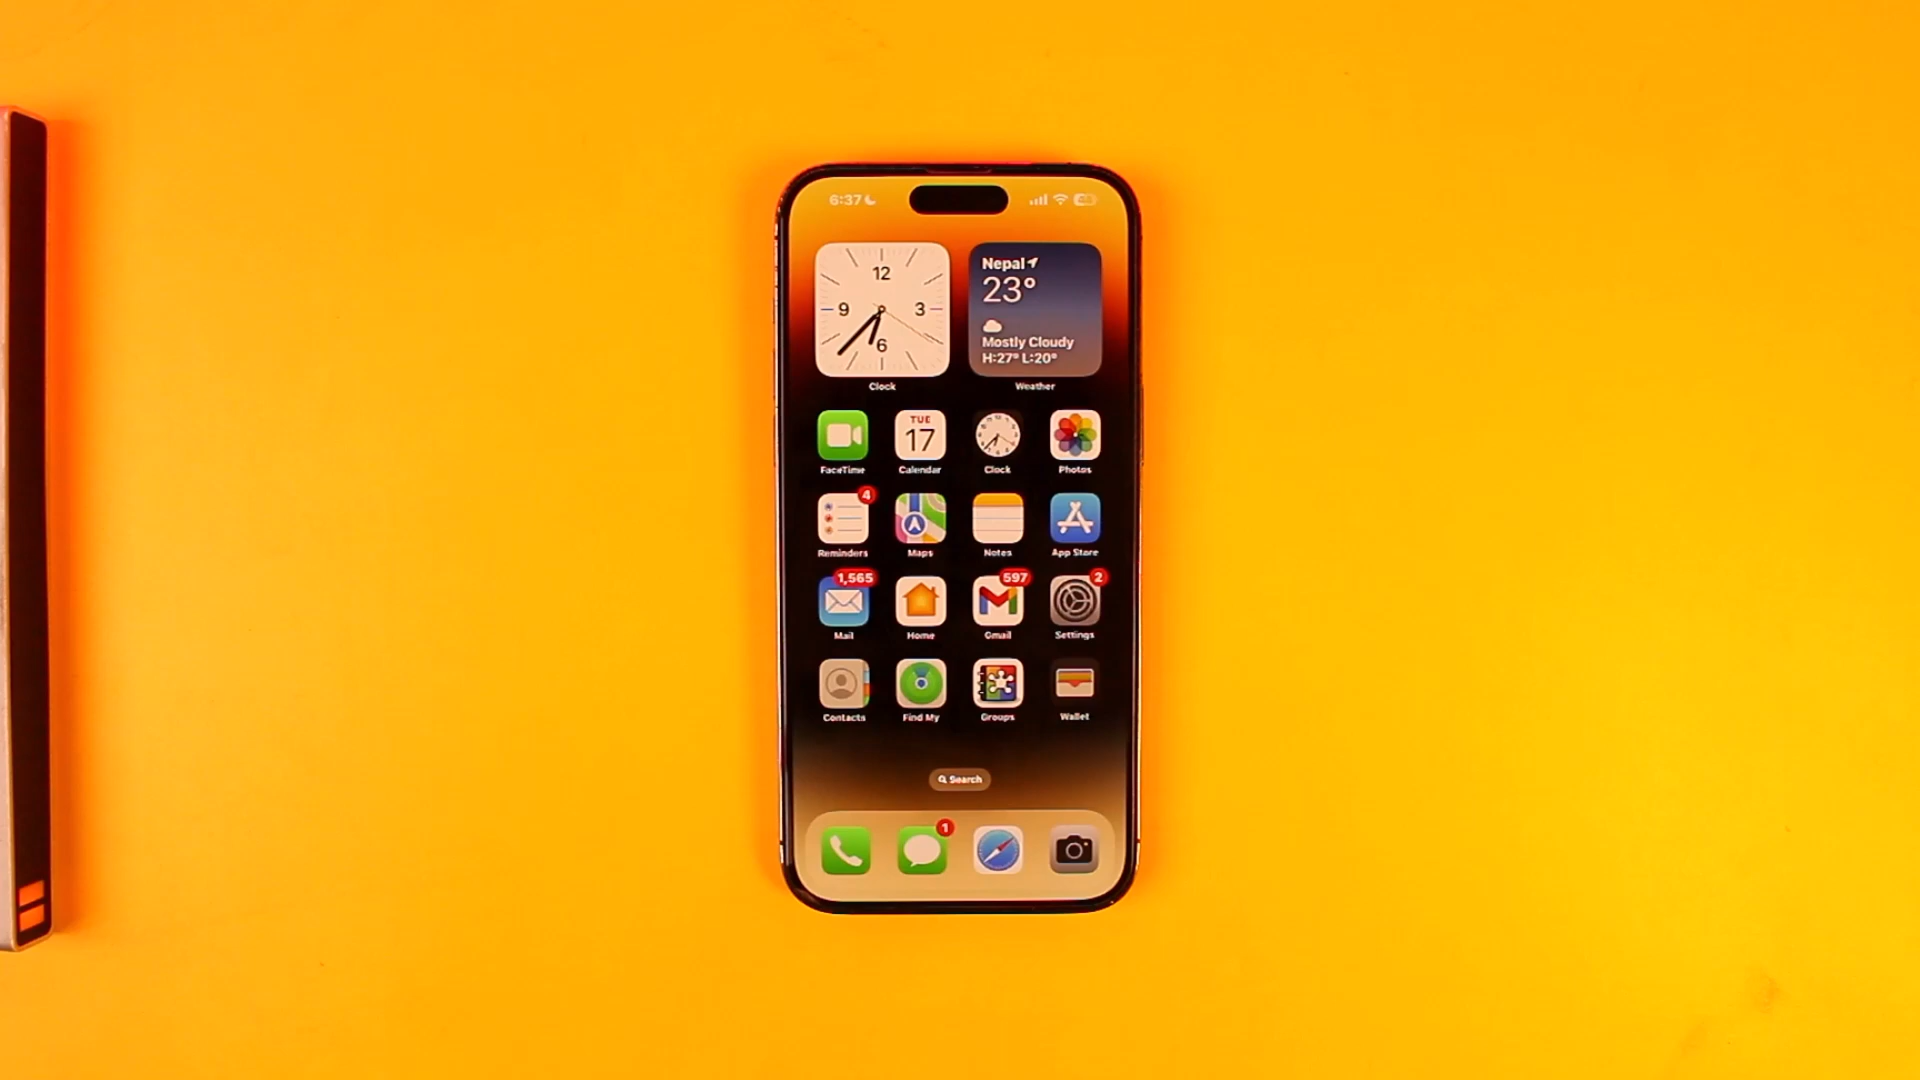 6:37
12
9 3
6
Clock
Nepal
23°
Mostly Cloudy
H:27° L:20°
Weather
FaceTime
TUE
17
Calendar
Clock
Photos
4
Reminders
Maps
Notes
App Store
1,565
Mail
Home
597
Gmail
2
Settings
Contacts
Find My
Groups
Wallet
Search
1